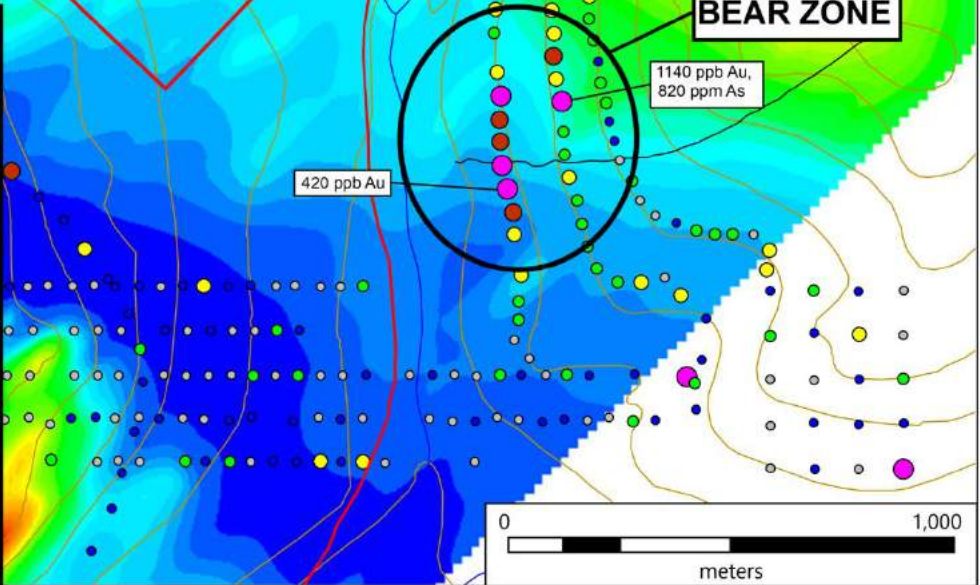 BEAR ZONE
1140 ppb Au,
820 ppm As
420 ppb Au
0
1,000
meters